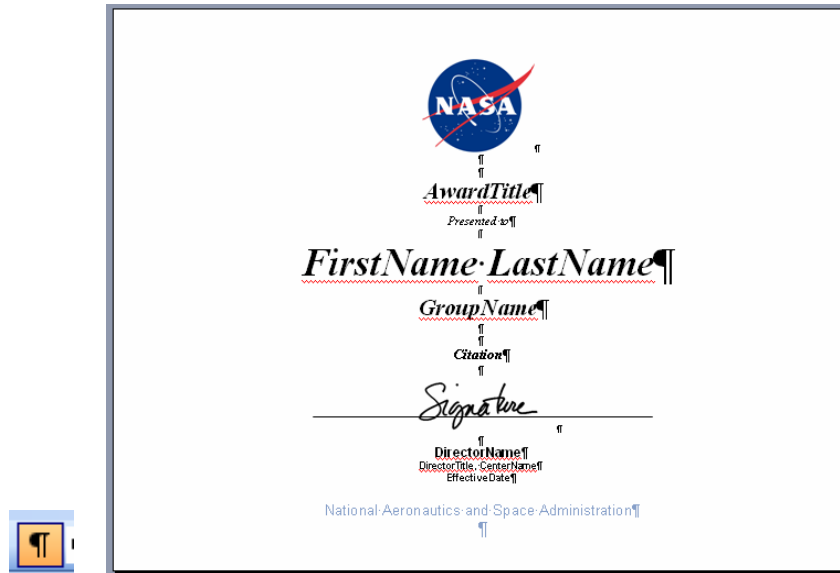 NASA
¶
¶
¶
AwardTitle¶
¶
Presented·to¶
¶
FirstName·LastName¶
¶
GroupName¶
¶
¶
Citation¶
¶
Signature
¶
¶
DirectorName¶
DirectorTitle,·CenterName¶
EffectiveDate¶
National·Aeronautics·and·Space·Administration¶
¶
¶